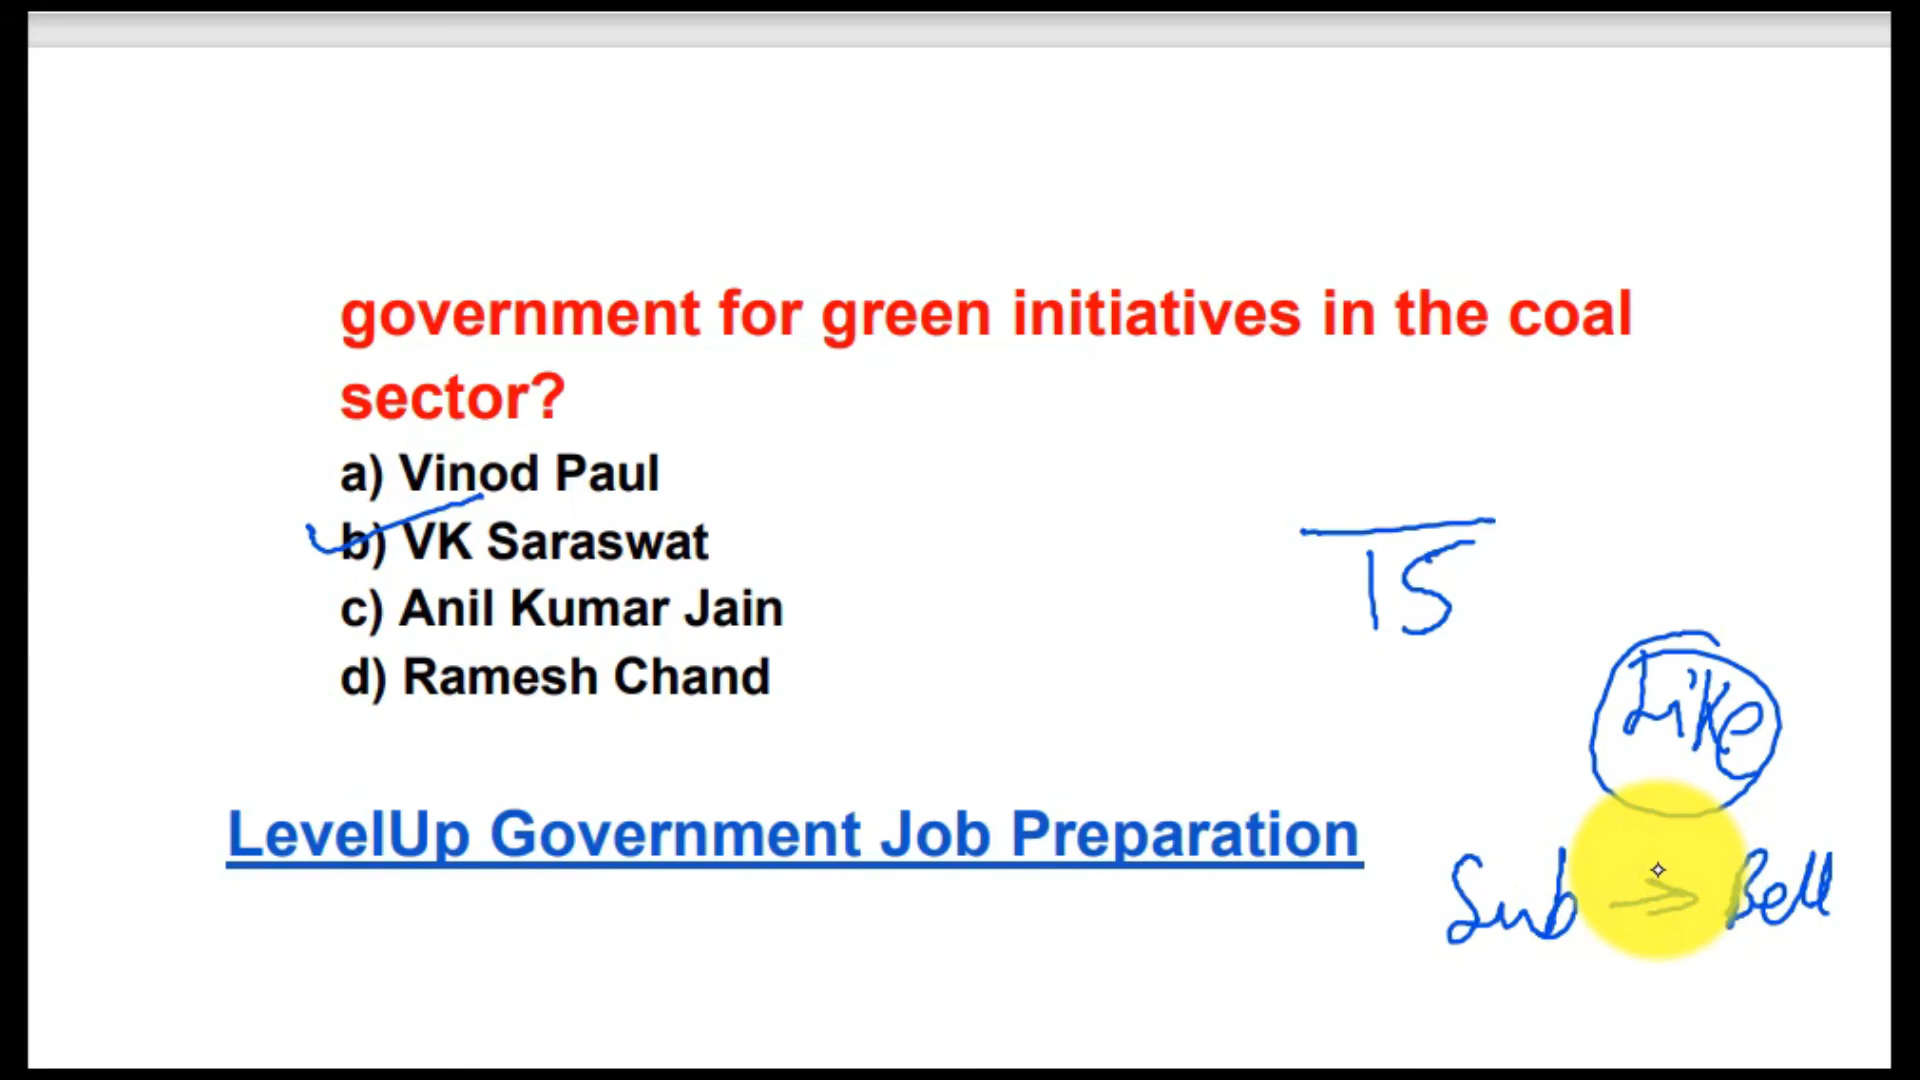 government for green initiatives in the coal
sector?
a) Vinod Paul
b) VK Saraswat
c) Anil Kumar Jain
d) Ramesh Chand
15
Like
LevelUp Government Job Preparation
Sub → Bell